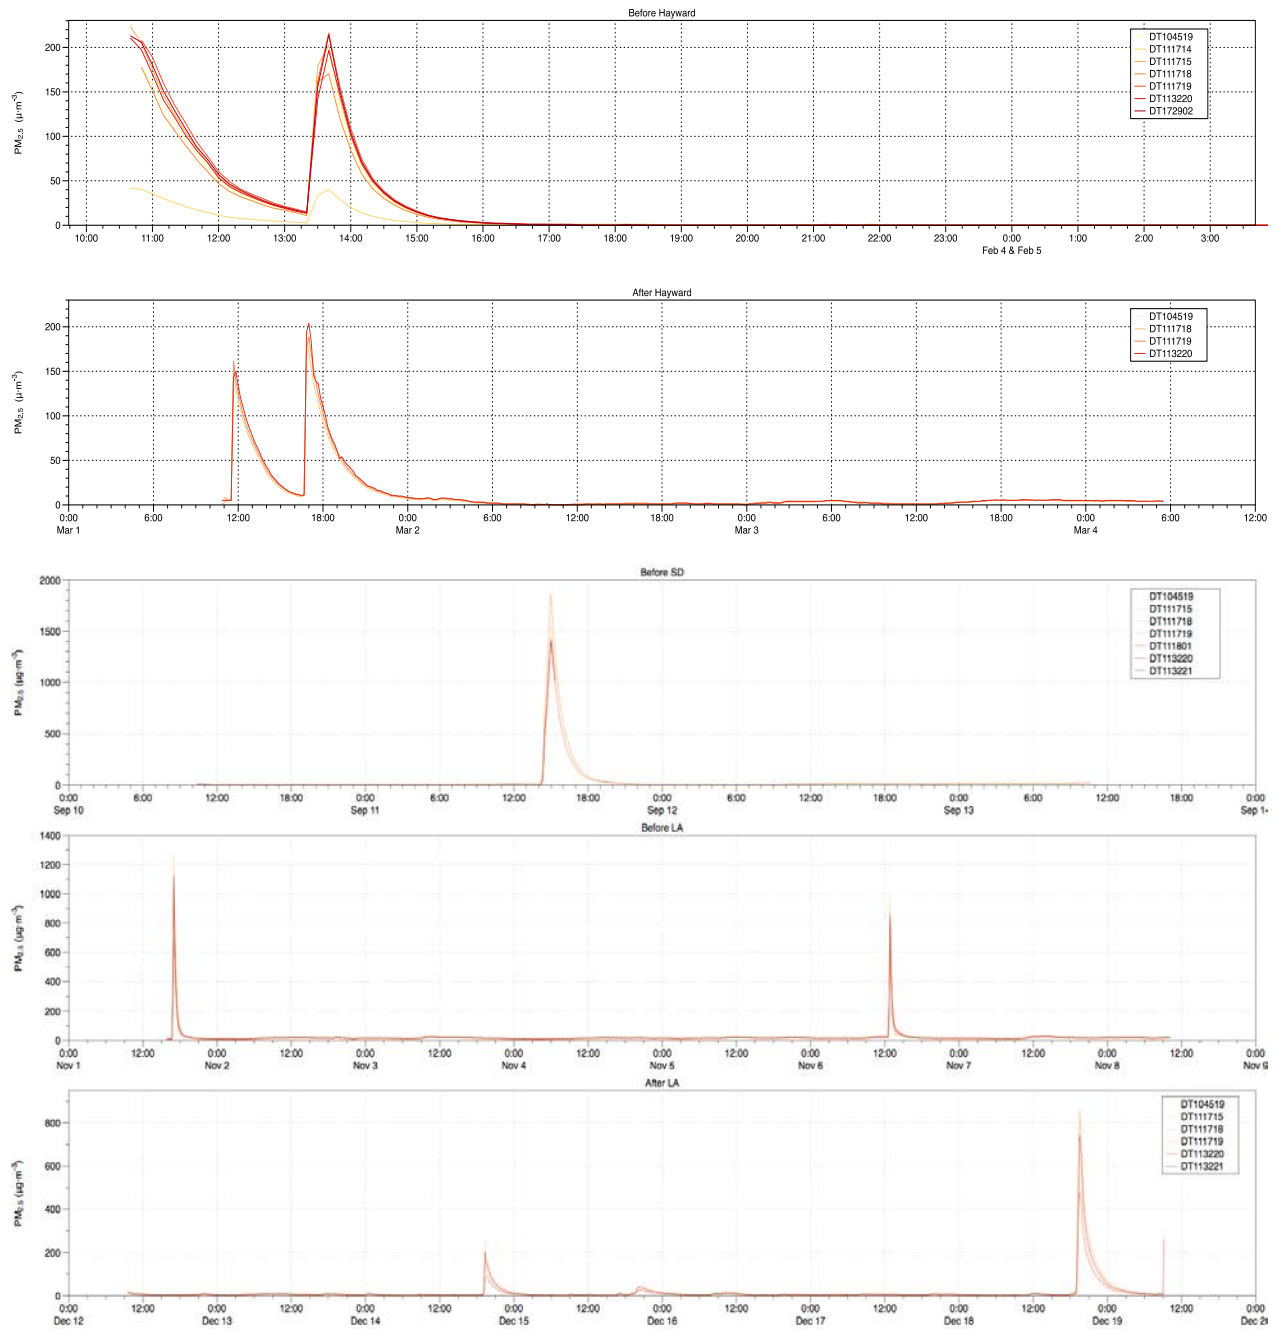 Before Hayward
PM2.5 (µ·m-3)
200
150
100
50
0
DT104519
DT111714
DT111715
DT111718
DT111719
DT113220
DT172902
10:00 11:00 12:00 13:00 14:00 15:00 16:00 17:00 18:00 19:00 20:00 21:00 22:00 23:00 0:00 1:00 2:00 3:00
Feb 4 & Feb 5
After Hayward
PM2.5 (µ·m-3)
200
150
100
50
0
DT104519
DT111718
DT111719
DT113220
0:00 6:00 12:00 18:00 0:00 6:00 12:00 18:00 0:00 6:00 12:00 18:00 0:00 6:00 12:00
Mar 1 Mar 2 Mar 3 Mar 4
Before SD
PM2.5 (µg·m-3)
2000
1500
1000
500
0
DT104519
DT111715
DT111718
DT111719
DT111801
DT113220
DT113221
0:00 6:00 12:00 18:00 0:00 6:00 12:00 18:00 0:00 6:00 12:00 18:00 0:00 6:00 12:00 18:00 0:00
Sep 10 Sep 11 Sep 12 Sep 13 Sep 1
Before LA
PM2.5 (µg·m-3)
1400
1200
1000
800
600
400
200
0
0:00 12:00 0:00 12:00 0:00 12:00 0:00 12:00 0:00 12:00 0:00 12:00 0:00 12:00 0:00 12:00 0:00
Nov 1 Nov 2 Nov 3 Nov 4 Nov 5 Nov 6 Nov 7 Nov 8 Nov 9
After LA
PM2.5 (µg·m-3)
800
600
400
200
0
DT104519
DT111715
DT111718
DT111719
DT113220
DT113221
0:00 12:00 0:00 12:00 0:00 12:00 0:00 12:00 0:00 12:00 0:00 12:00 0:00 12:00 0:00 12:00 0:00
Dec 12 Dec 13 Dec 14 Dec 15 Dec 16 Dec 17 Dec 18 Dec 19 Dec 20